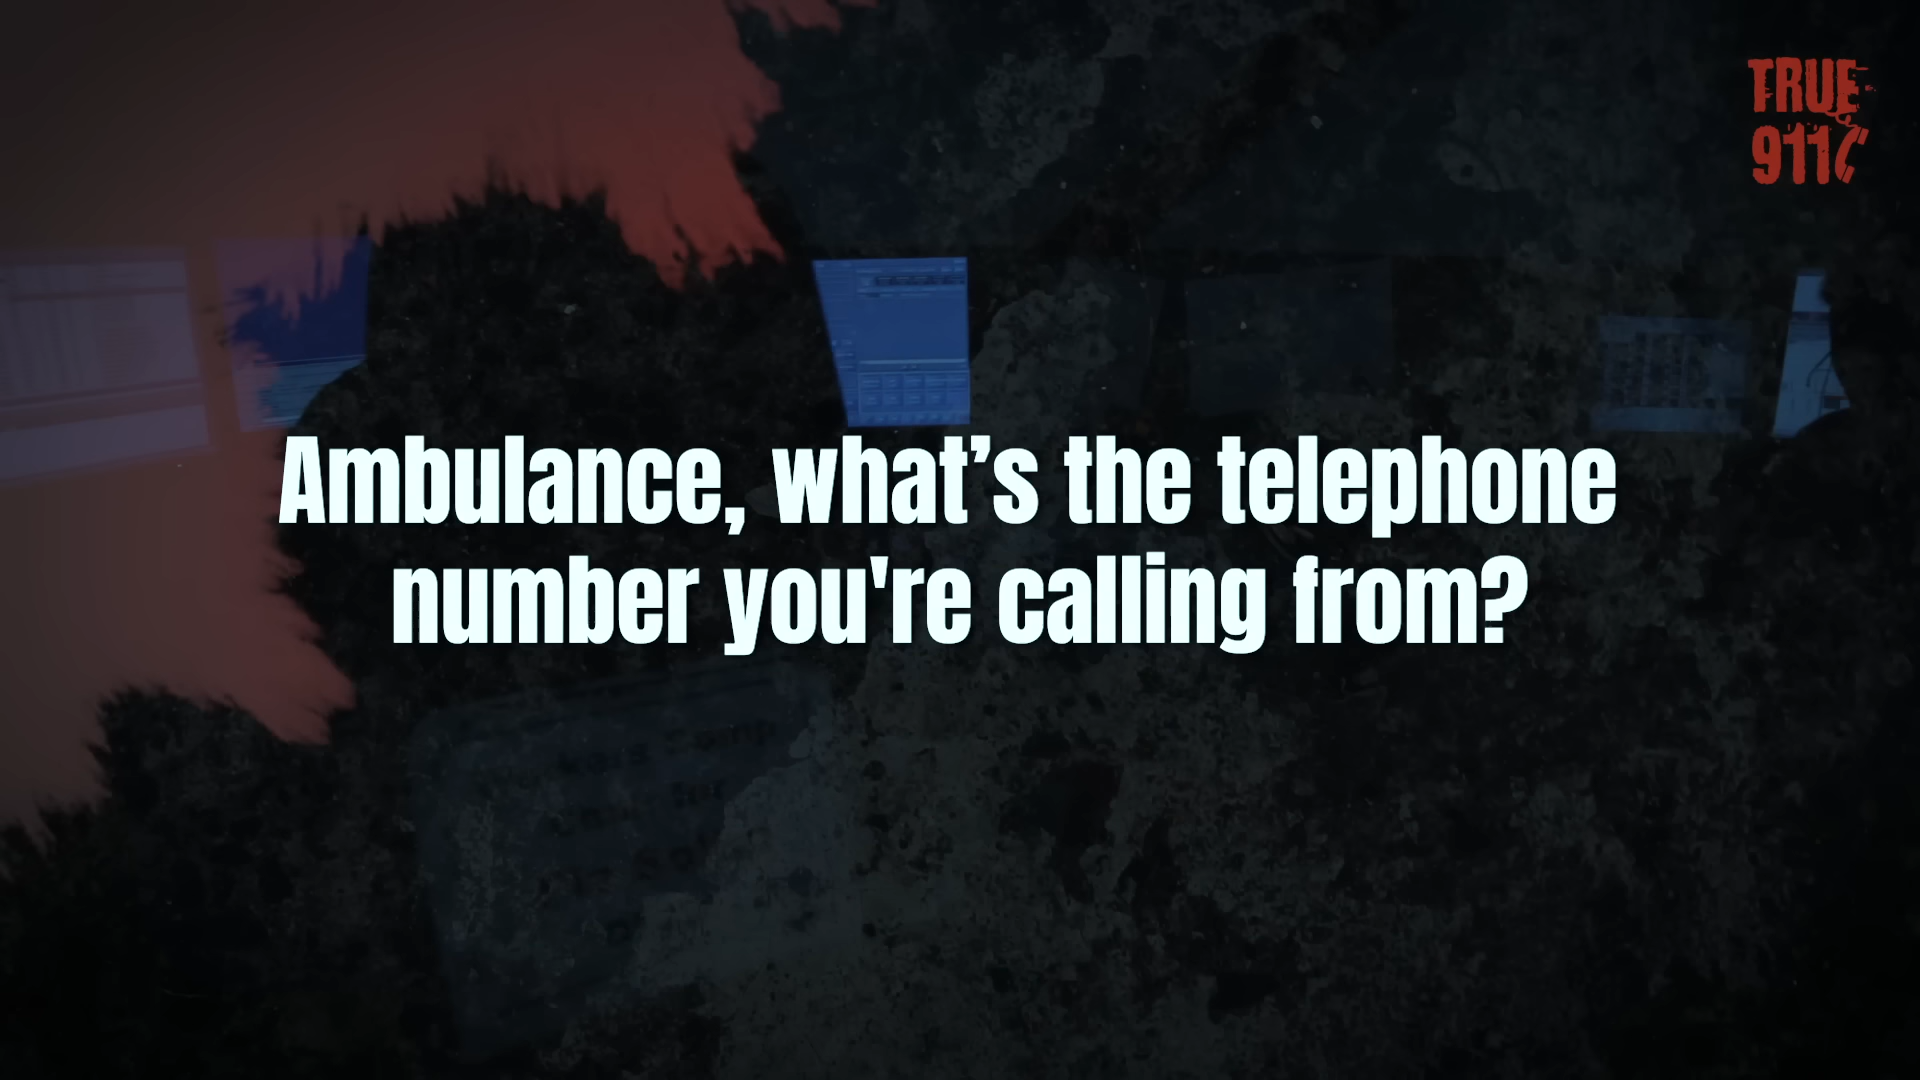 TRUE
911
Ambulance, what’s the telephone
number you're calling from?